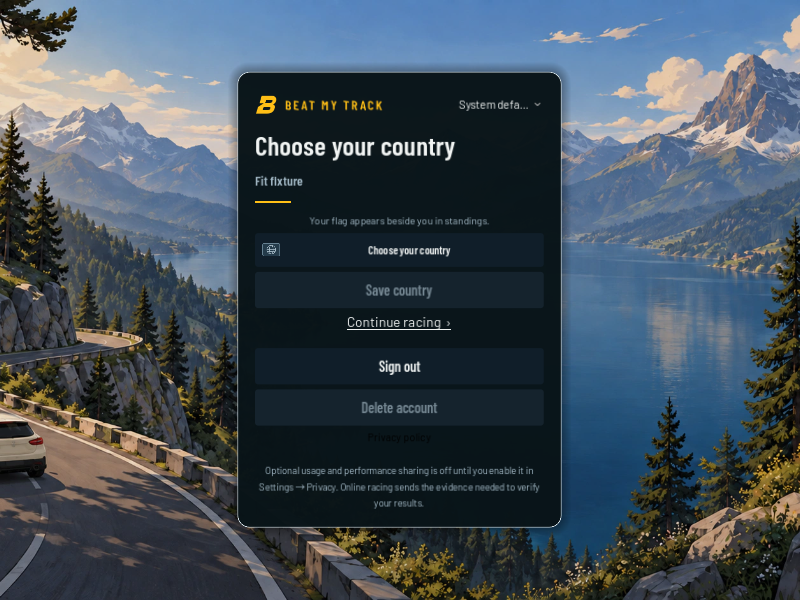 BEAT MY TRACK
System defa...
Choose your country
Fit fixture
Your flag appears beside you in standings.
Choose your country
Save country
Continue racing ›
Sign out
Delete account
Privacy policy
Optional usage and performance sharing is off until you enable it in
Settings → Privacy. Online racing sends the evidence needed to verify
your results.